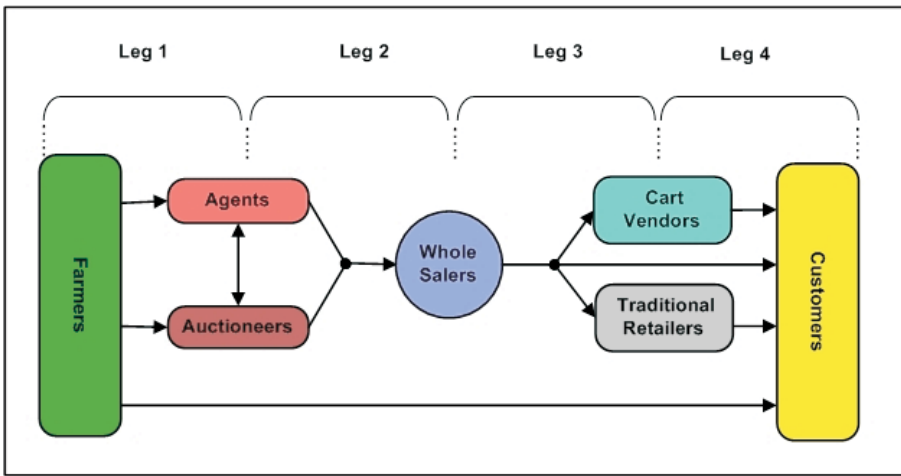 Leg 1
Leg 2
Leg 3
Leg 4
Farmers
Agents
Auctioneers
Whole
Salers
Cart
Vendors
Traditional
Retailers
Customers